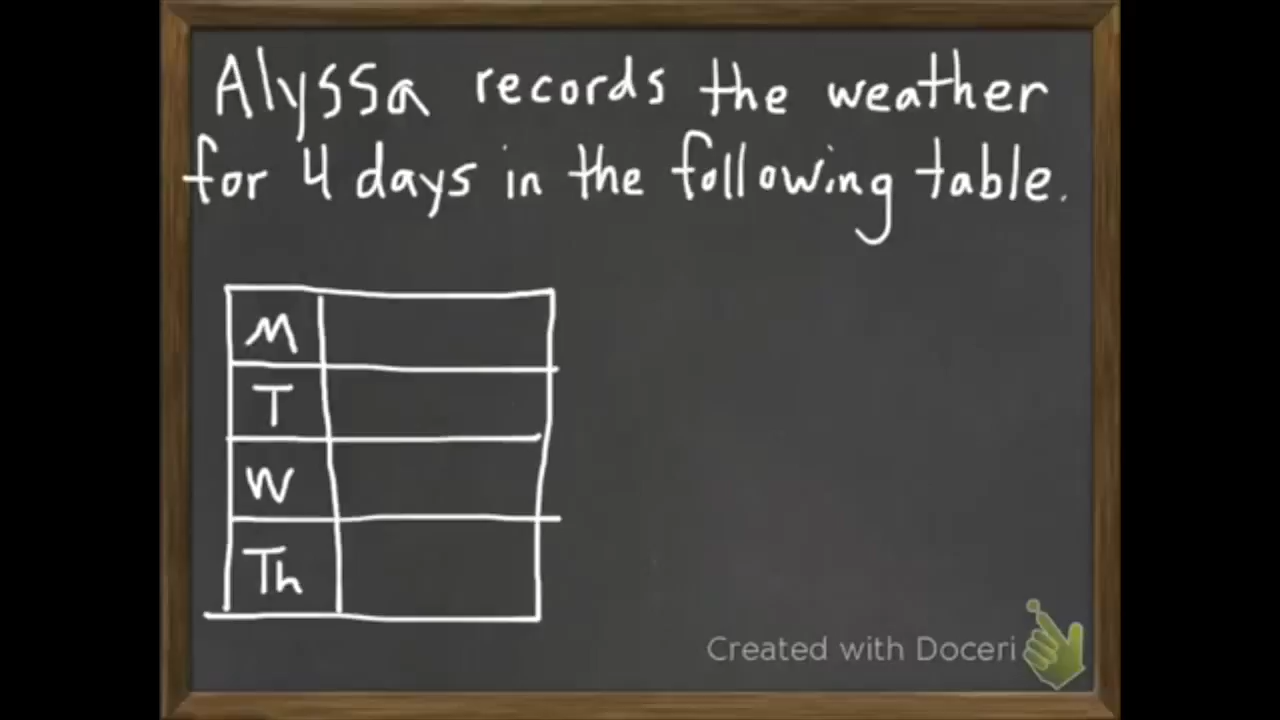 Alyssa records the weather
for 4 days in the following table.
M
T
W
Th
Created with Doceri